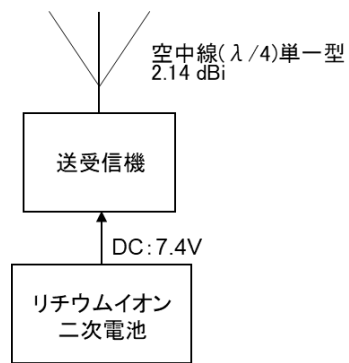 空中線(λ/4)単一型
2.14 dBi
送受信機
DC:7.4V
リチウムイオン
二次電池